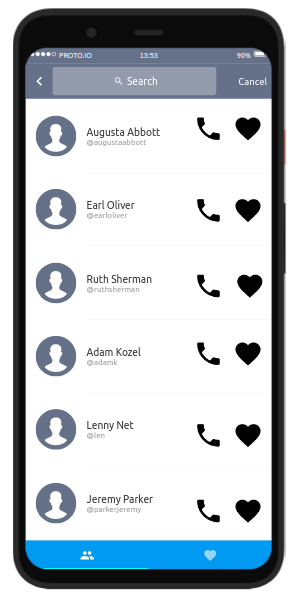 PROTO.IO 13:53 90%
Search Cancel
Augusta Abbott
@augustaabbott
Earl Oliver
@earloliver
Ruth Sherman
@ruthsherman
Adam Kozel
@adamk
Lenny Net
@len
Jeremy Parker
@parkerjeremy